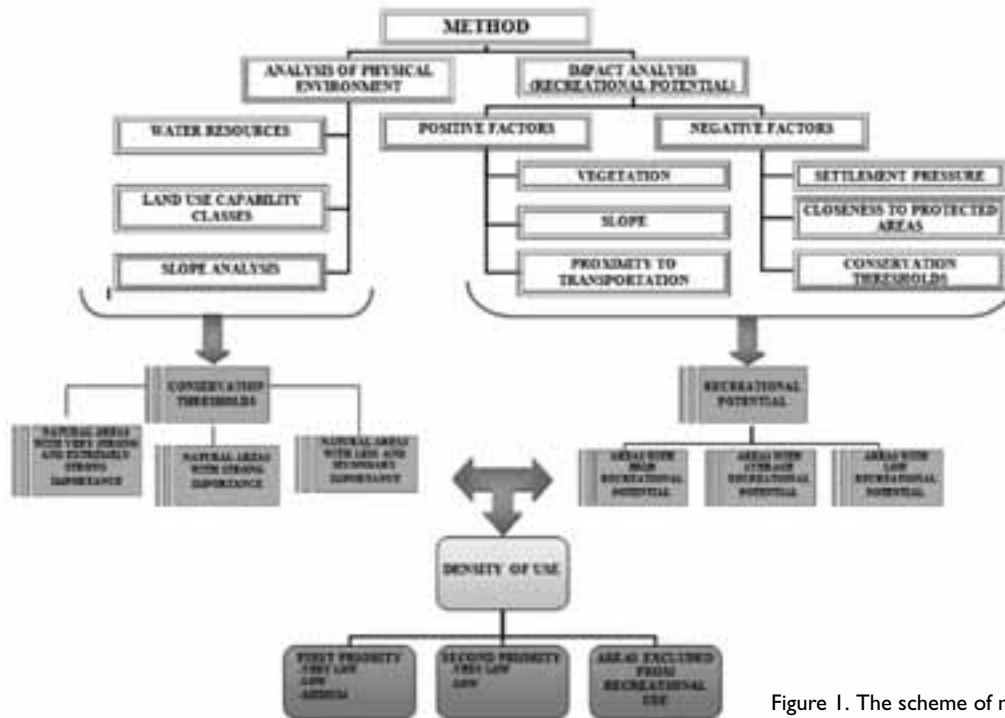 METHOD
ANALYSIS OF PHYSICAL
ENVIRONMENT
IMPACT ANALYSIS
(RECREATIONAL POTENTIAL)
WATER RESOURCES
LAND USE CAPABILITY
CLASSES
SLOPE ANALYSIS
POSITIVE FACTORS
NEGATIVE FACTORS
VEGETATION
SLOPE
PROXIMITY TO
TRANSPORTATION
SETTLEMENT PRESSURE
CLOSENESS TO PROTECTED
AREAS
CONSERVATION
THRESHOLDS
CONSERVATION
THRESHOLDS
NATURAL AREAS
WITH VERY STRONG
AND EXTREMELY
STRONG
IMPORTANCE
NATURAL AREAS
WITH STRONG
IMPORTANCE
NATURAL AREAS
WITH LESS AND
SECONDARY
IMPORTANCE
RECREATIONAL
POTENTIAL
AREAS WITH
HIGH
RECREATIONAL
POTENTIAL
AREAS WITH
AVERAGE
RECREATIONAL
POTENTIAL
AREAS WITH
LOW
RECREATIONAL
POTENTIAL
DENSITY OF USE
FIRST PRIORITY
-VERY LOW
-LOW
-MEDIUM
SECOND PRIORITY
-VERY LOW
-LOW
AREAS EXCLUDED
FROM
RECREATIONAL
USE
Figure 1. The scheme of